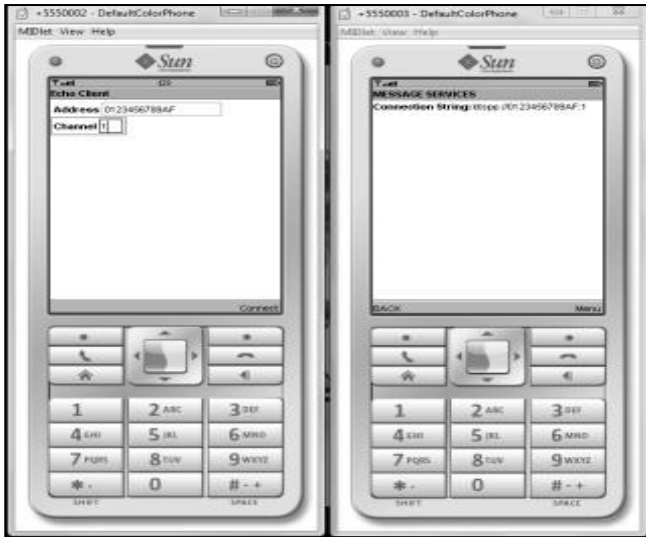 +5550002 - DefaultColorPhone
MIDlet View Help
Sun
123
Echo Client
Address 0123456789AF
Channel 1
Connect
1
2 ABC
3 DEF
4 GHI
5 JKL
6 MNO
7 PQRS
8 TUV
9 WXYZ
* .
0
# - +
SHIFT
SPACE
+5550003 - DefaultColorPhone
MIDlet View Help
Sun
MESSAGE SERVICES
Connection String: btspp://0123456789AF:1
BACK
Menu
1
2 ABC
3 DEF
4 GHI
5 JKL
6 MNO
7 PQRS
8 TUV
9 WXYZ
* .
0
# - +
SHIFT
SPACE